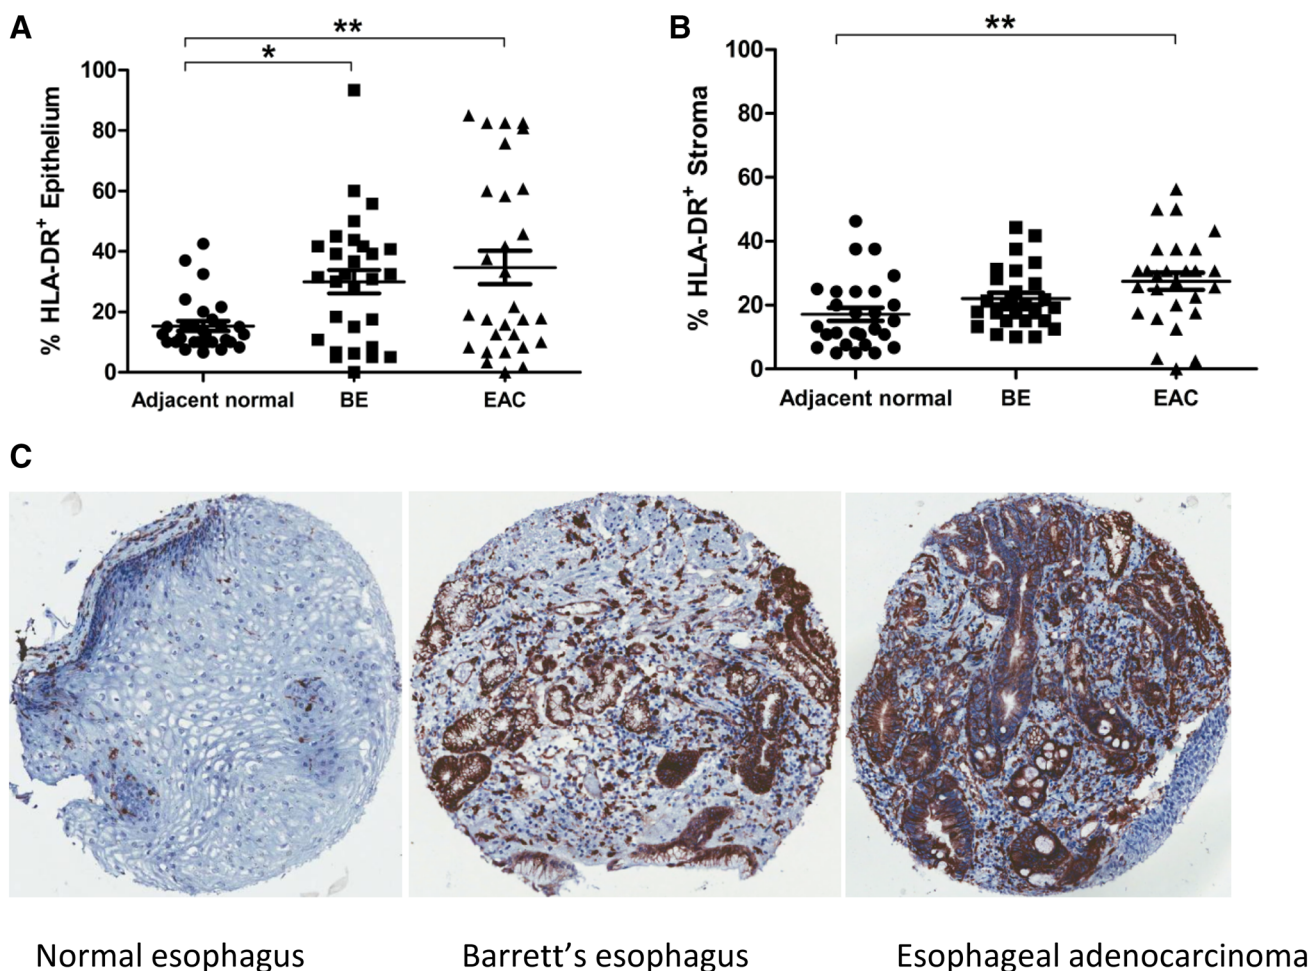 A
B
**
*
100
80
60
40
20
0
% HLA-DR+ Epithelium
Adjacent normal BE EAC
**
100
80
60
40
20
0
% HLA-DR+ Stroma
Adjacent normal BE EAC
C
Normal esophagus Barrett’s esophagus Esophageal adenocarcinoma